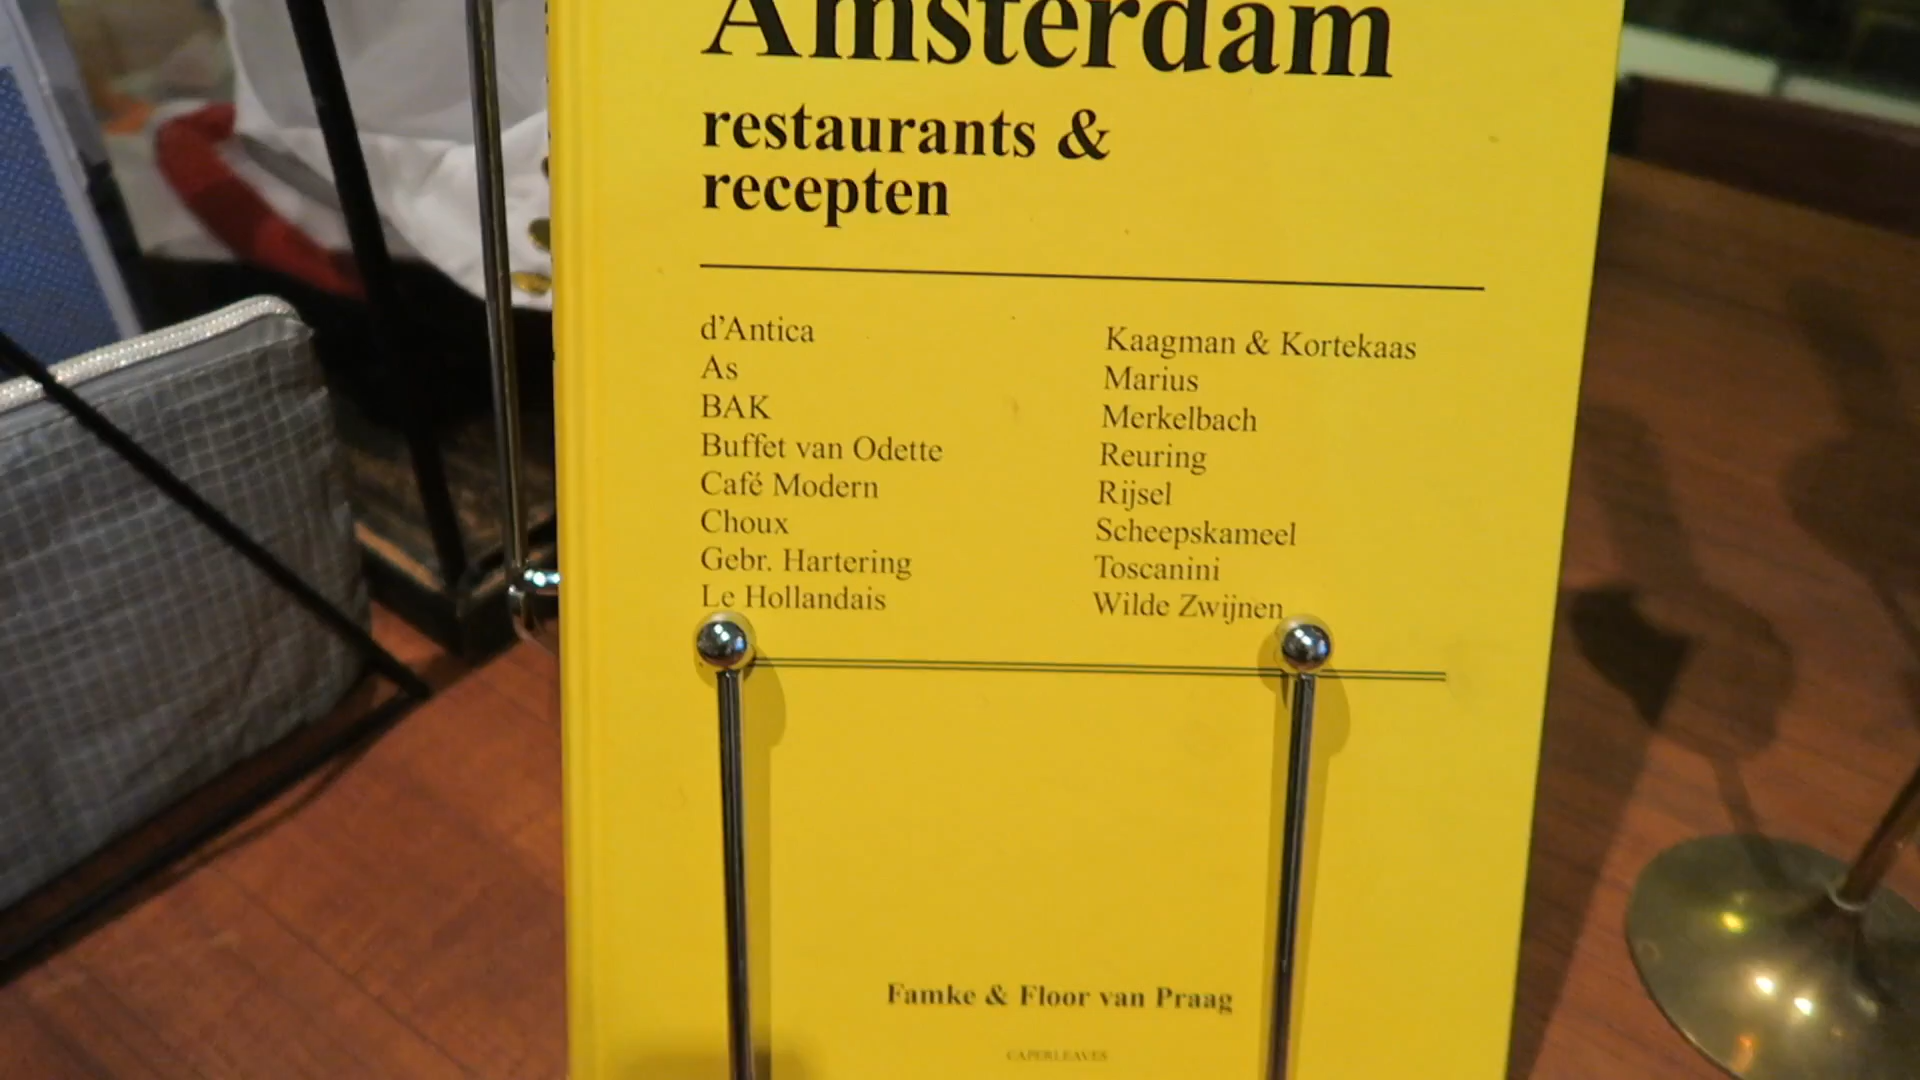 Amsterdam
restaurants &
recepten
d'Antica
As
BAK
Buffet van Odette
Café Modern
Choux
Gebr. Hartering
Le Hollandais
Kaagman & Kortekaas
Marius
Merkelbach
Reuring
Rijsel
Scheepskameel
Toscanini
Wilde Zwijnen
Famke & Floor van Praag
CAPERLEAVES